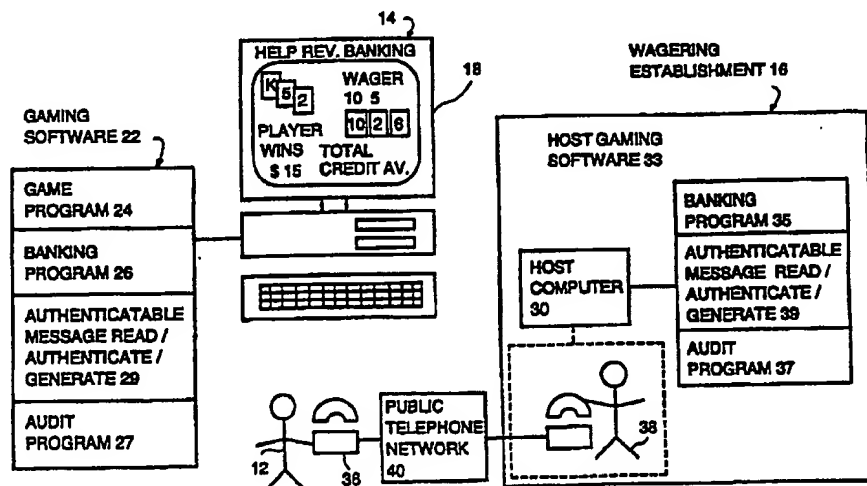 14
HELP REV. BANKING
18
K 5 2
WAGER
10 5
10 2 6
PLAYER
WINS
$ 15
TOTAL
CREDIT AV.
GAMING
SOFTWARE 22
GAME
PROGRAM 24
BANKING
PROGRAM 26
AUTHENTICATABLE
MESSAGE READ /
AUTHENTICATE /
GENERATE 29
AUDIT
PROGRAM 27
12
36
PUBLIC
TELEPHONE
NETWORK
40
WAGERING
ESTABLISHMENT 16
HOST GAMING
SOFTWARE 33
HOST
COMPUTER
30
BANKING
PROGRAM 35
AUTHENTICATABLE
MESSAGE READ /
AUTHENTICATE /
GENERATE 39
AUDIT
PROGRAM 37
38